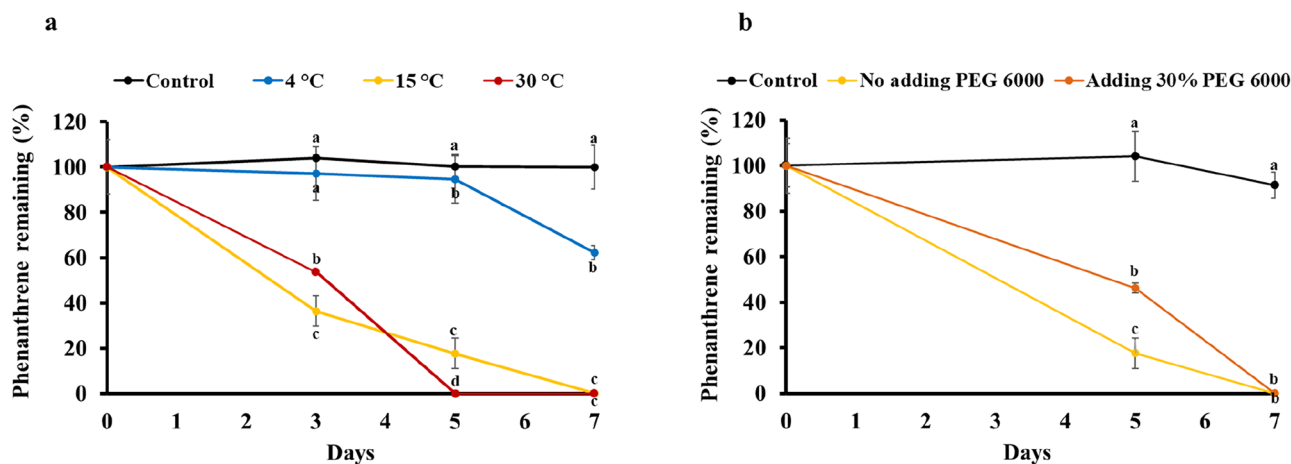 a
Control 4 °C 15 °C 30 °C
Phenanthrene remaining (%)
120
100
80
60
40
20
0
a
a
a
a
b
b
b
c
c
d
c
c
0 1 2 3 4 5 6 7
Days
b
Control No adding PEG 6000 Adding 30% PEG 6000
Phenanthrene remaining (%)
120
100
80
60
40
20
0
a
a
b
c
b
b
0 1 2 3 4 5 6 7
Days